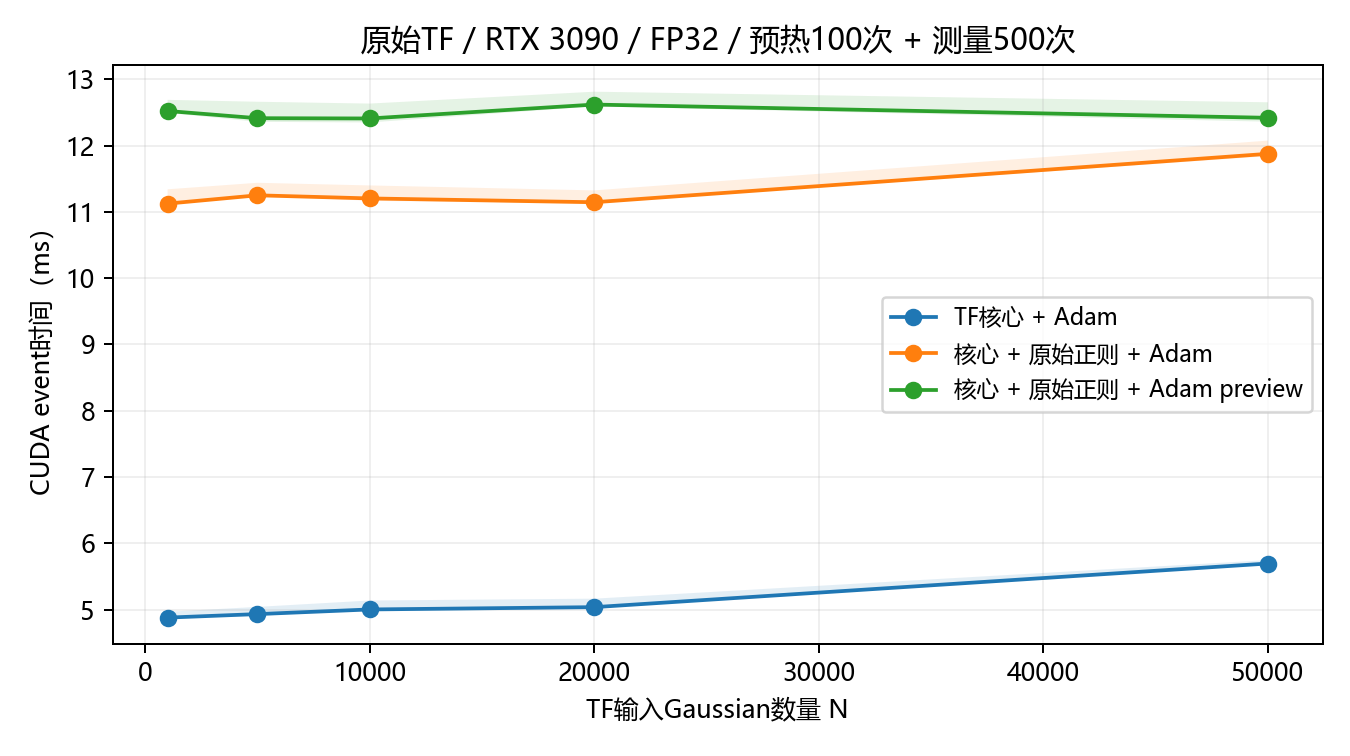 原始TF / RTX 3090 / FP32 / 预热100次 + 测量500次
CUDA event时间（ms）
13
12
11
10
9
8
7
6
5
TF核心 + Adam
核心 + 原始正则 + Adam
核心 + 原始正则 + Adam preview
0
10000
20000
30000
40000
50000
TF输入Gaussian数量 N